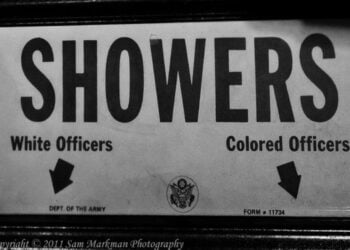 SHOWERS
White Officers Colored Officers
DEPT. OF THE ARMY FORM # 11734
Copyright © 2011 Sam Markman Photography